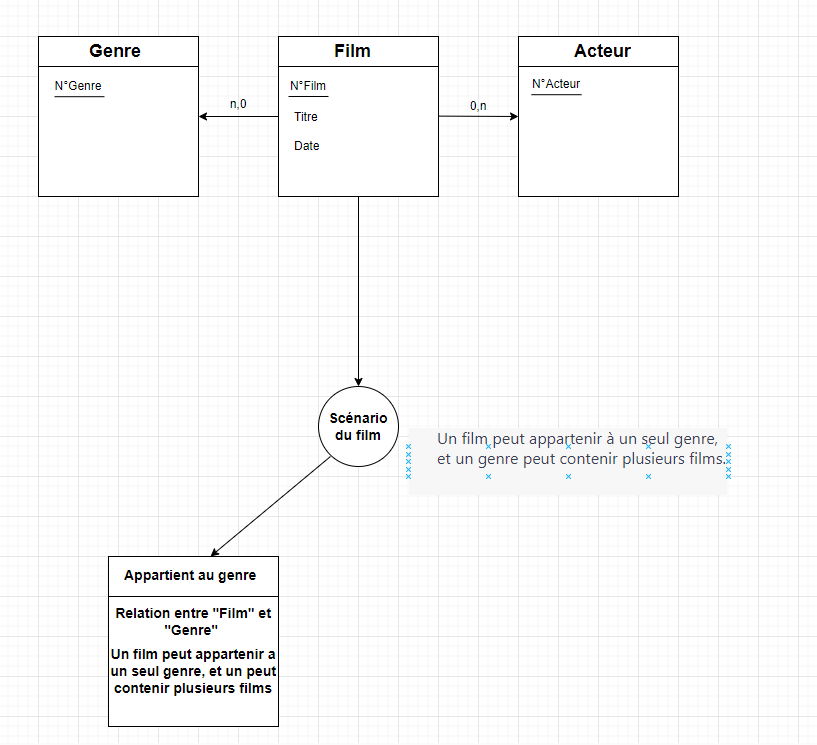 Genre
Film
Acteur
N°Genre
N°Film
N°Acteur
n,0
0,n
Titre
Date
Scénario
du film
Un film peut appartenir à un seul genre,
et un genre peut contenir plusieurs films.
Appartient au genre
Relation entre "Film" et
"Genre"
Un film peut appartenir a
un seul genre, et un peut
contenir plusieurs films